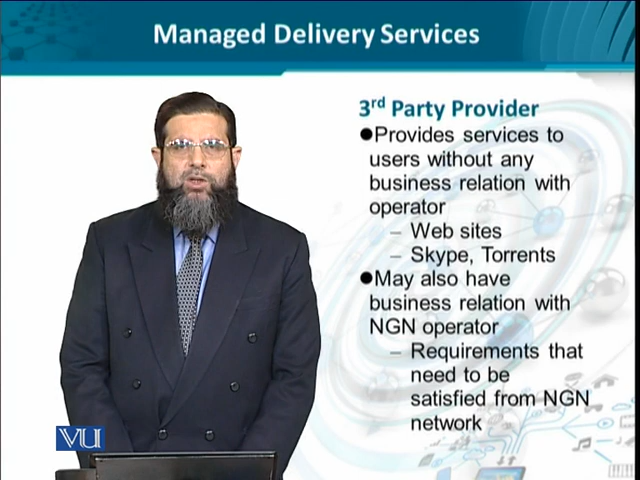 Managed Delivery Services
3rd Party Provider
●Provides services to
users without any
business relation with
operator
– Web sites
– Skype, Torrents
●May also have
business relation with
NGN operator
– Requirements that
need to be
satisfied from NGN
network
VU